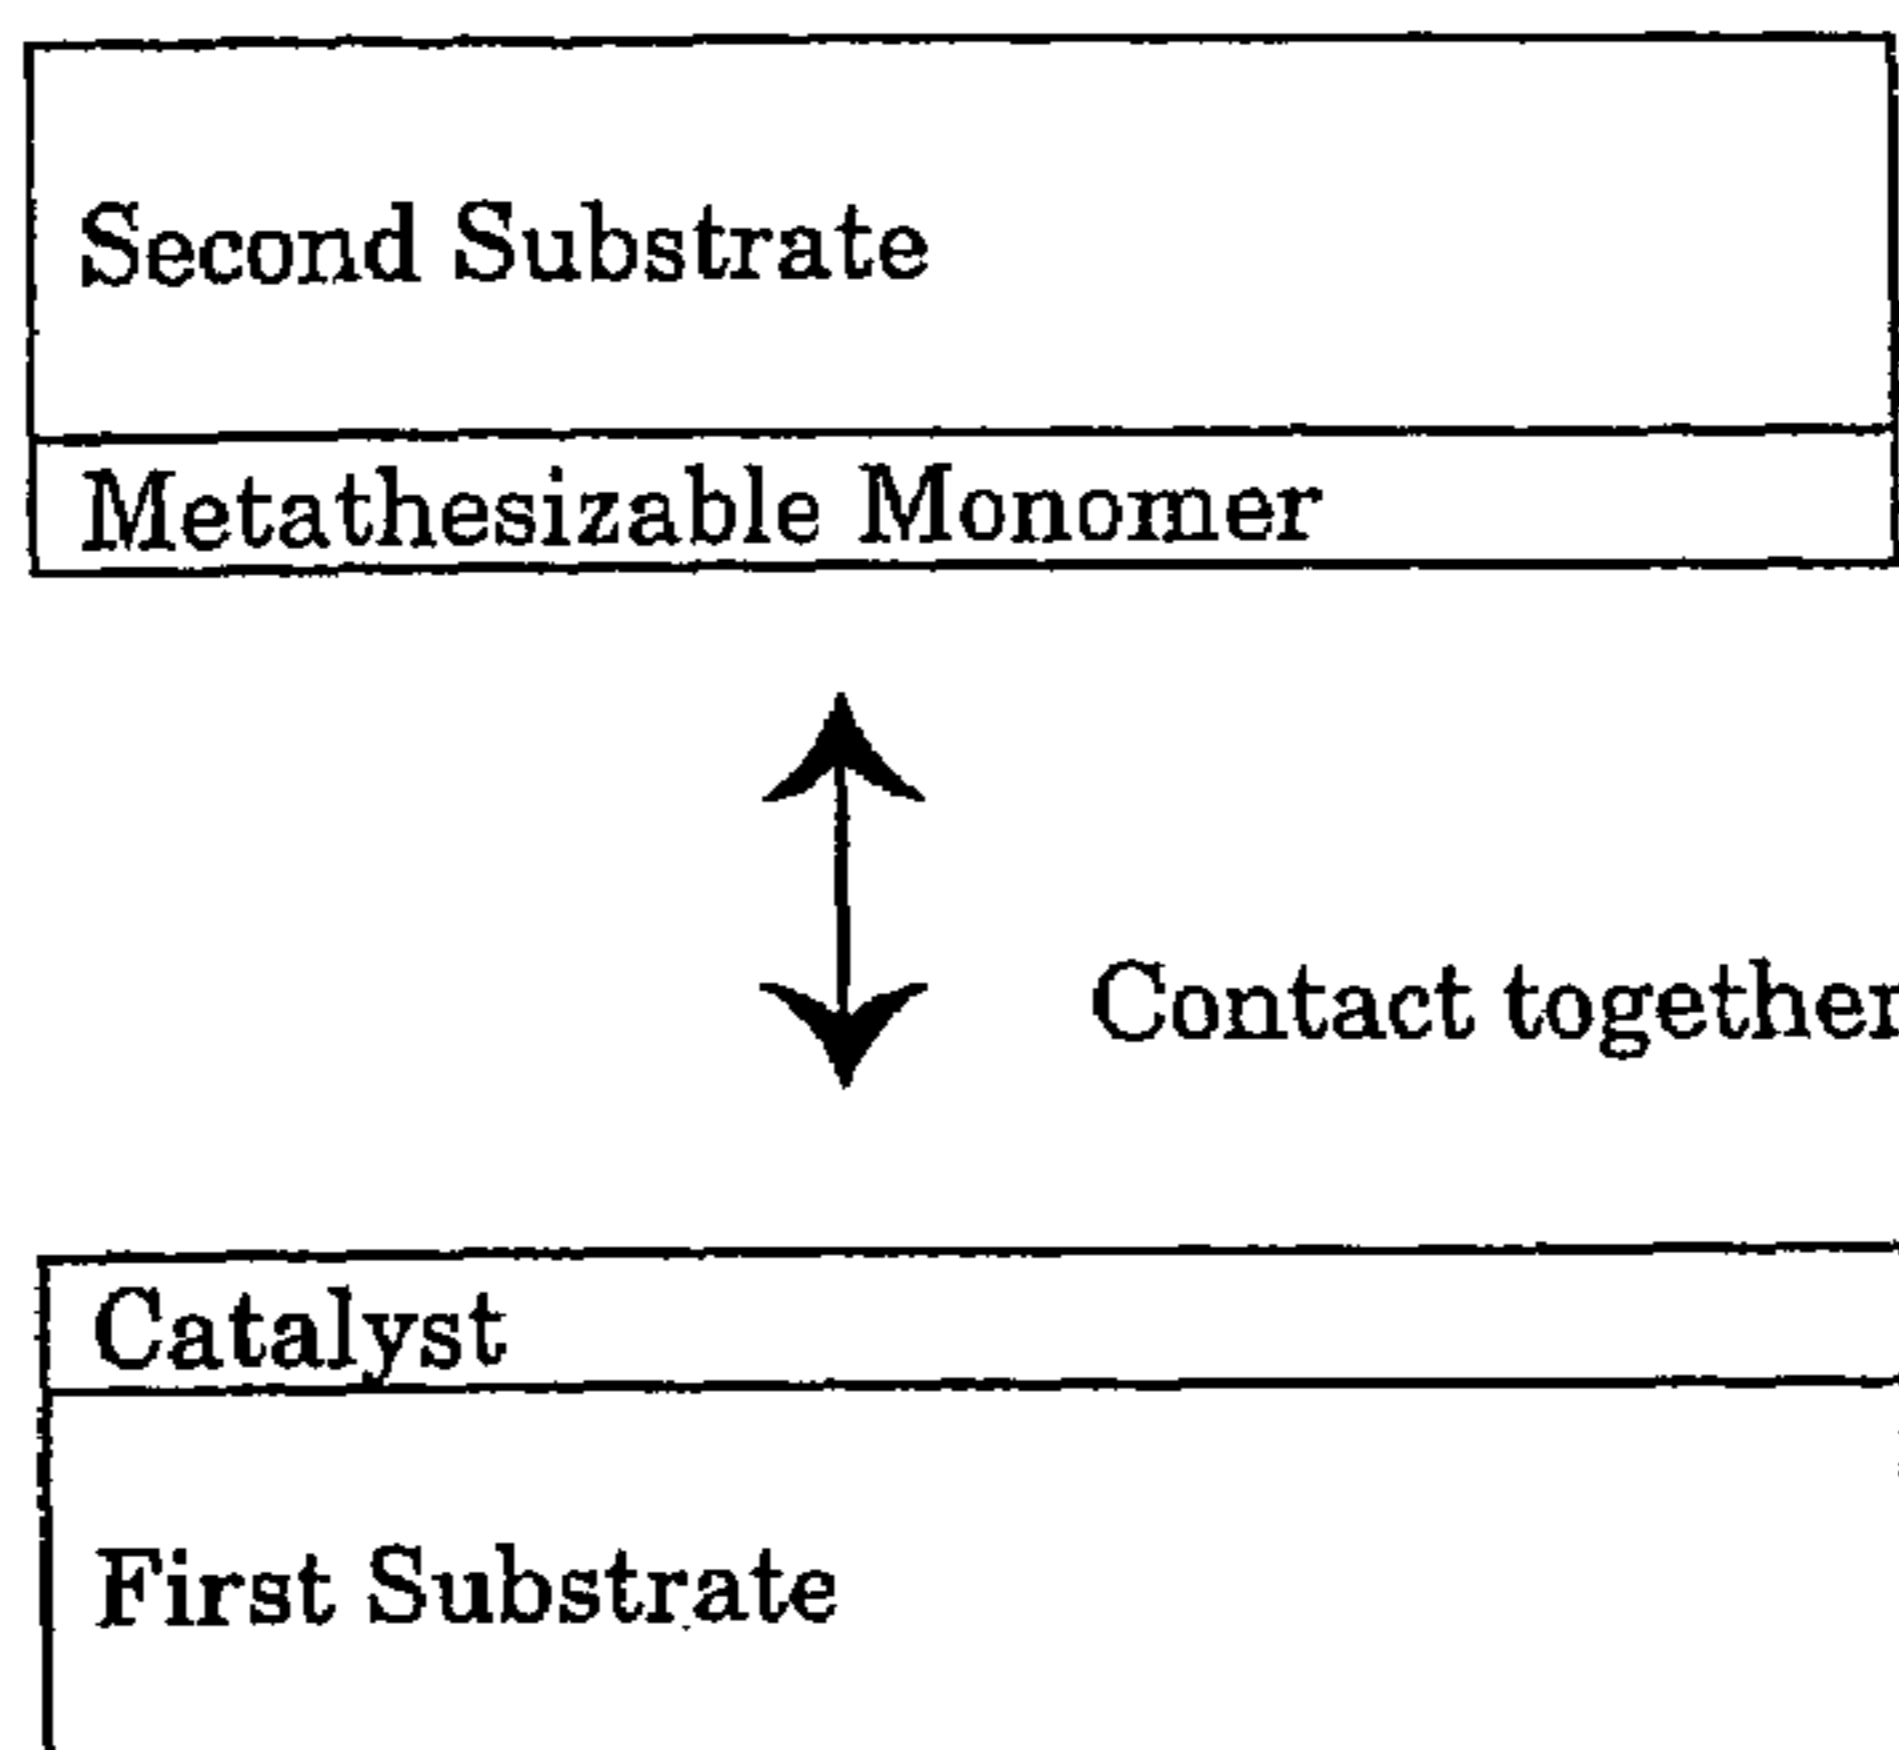 Second Substrate
Metathesizable Monomer
Contact together
Catalyst
First Substrate